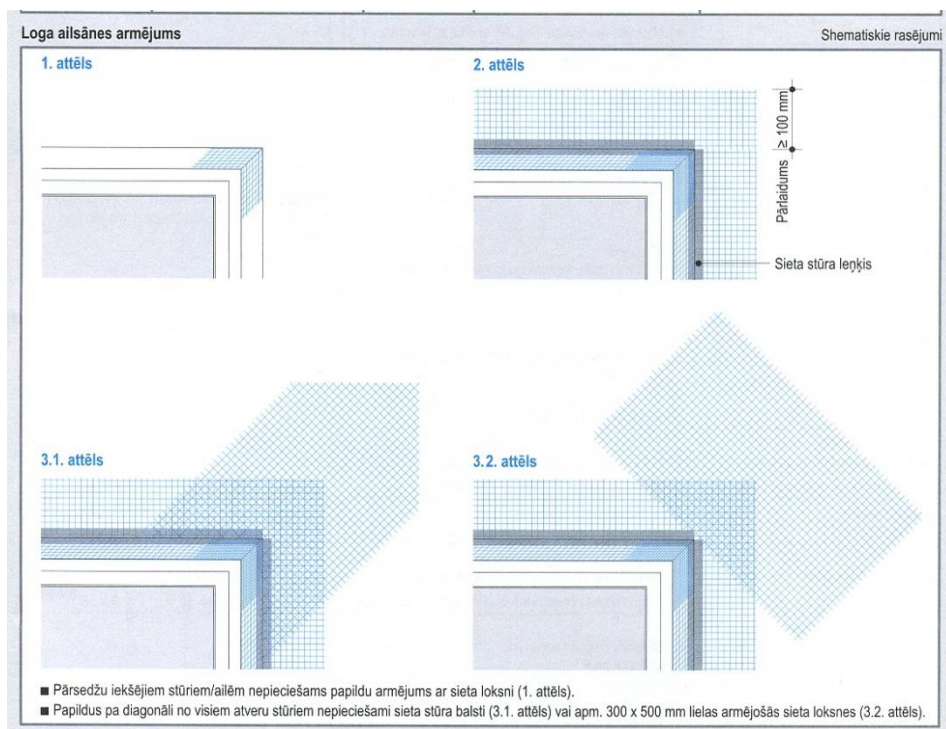 Loga ailsānes armējums
Shematiskie rasējumi
1. attēls
2. attēls
Pārlaidums ≥ 100 mm
Sieta stūra leņķis
3.1. attēls
3.2. attēls
■ Pārsedžu iekšējiem stūriem/ailēm nepieciešams papildu armējums ar sieta loksni (1. attēls).
■ Papildus pa diagonāli no visiem atveru stūriem nepieciešami sieta stūra balsti (3.1. attēls) vai apm. 300 x 500 mm lielas armējošās sieta loksnes (3.2. attēls).